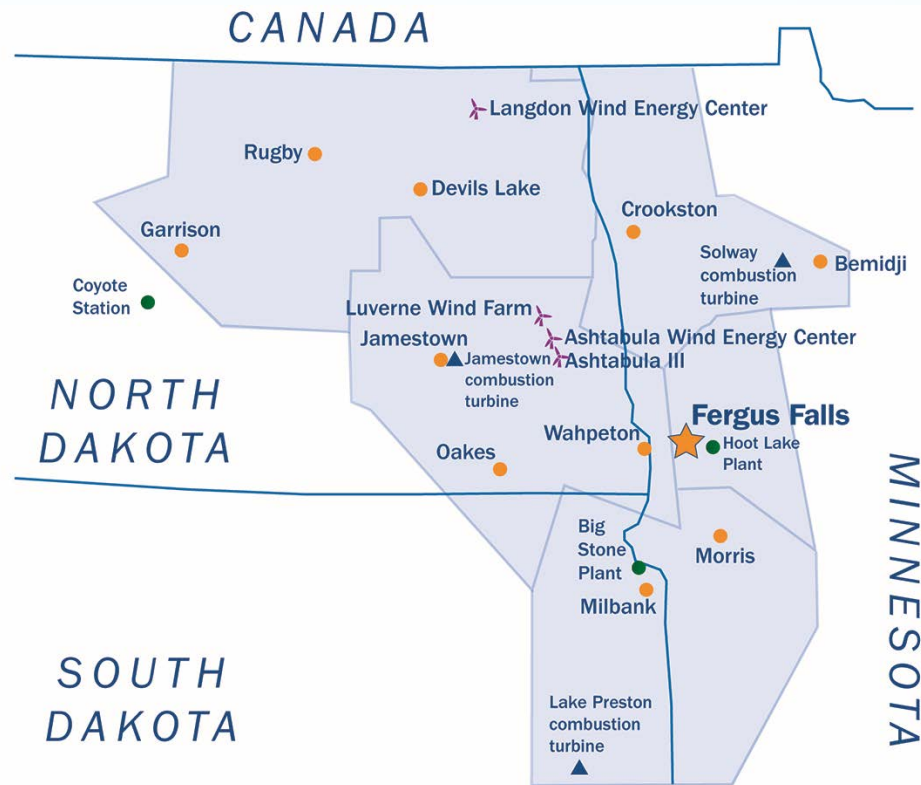 CANADA
Langdon Wind Energy Center
Rugby
Devils Lake
Crookston
Garrison
Solway
combustion
turbine
Bemidji
Coyote
Station
Luverne Wind Farm
Ashtabula Wind Energy Center
Jamestown
Ashtabula III
Jamestown
combustion
turbine
NORTH
DAKOTA
Fergus Falls
Wahpeton
Hoot Lake
Plant
Oakes
MINNESOTA
Big
Stone
Plant
Morris
Milbank
SOUTH
DAKOTA
Lake Preston
combustion
turbine